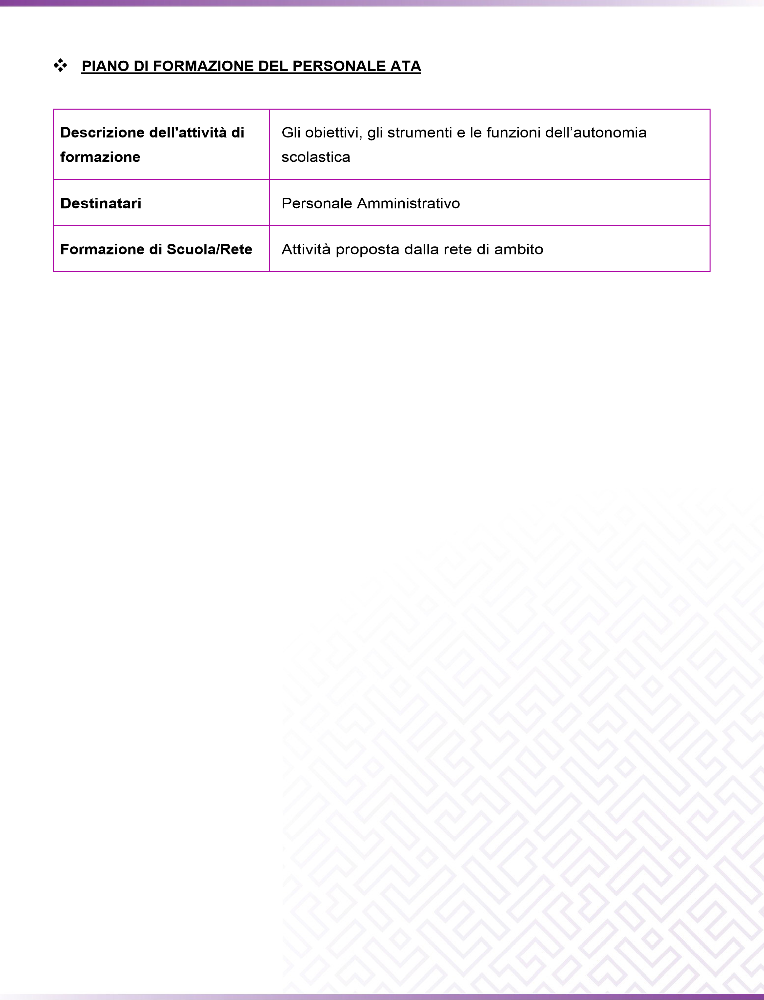 ❖ PIANO DI FORMAZIONE DEL PERSONALE ATA
Descrizione dell'attività di
formazione
Gli obiettivi, gli strumenti e le funzioni dell’autonomia
scolastica
Destinatari
Personale Amministrativo
Formazione di Scuola/Rete
Attività proposta dalla rete di ambito